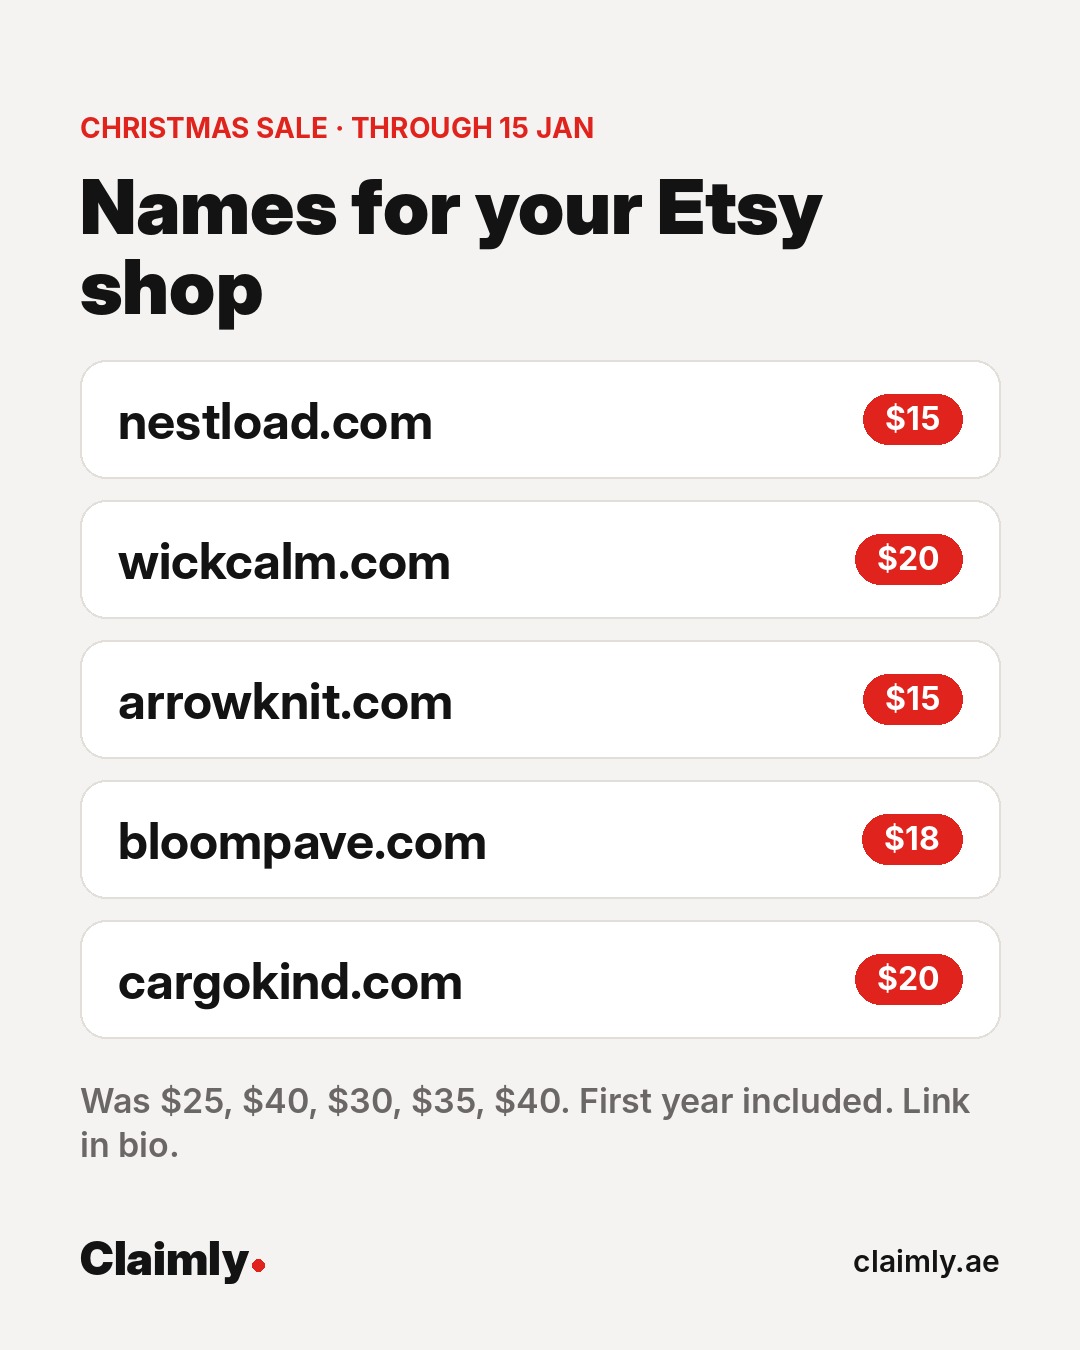 CHRISTMAS SALE · THROUGH 15 JAN
Names for your Etsy
shop
nestload.com
$15
wickcalm.com
$20
arrowknit.com
$15
bloompave.com
$18
cargokind.com
$20
Was $25, $40, $30, $35, $40. First year included. Link
in bio.
Claimly.
claimly.ae